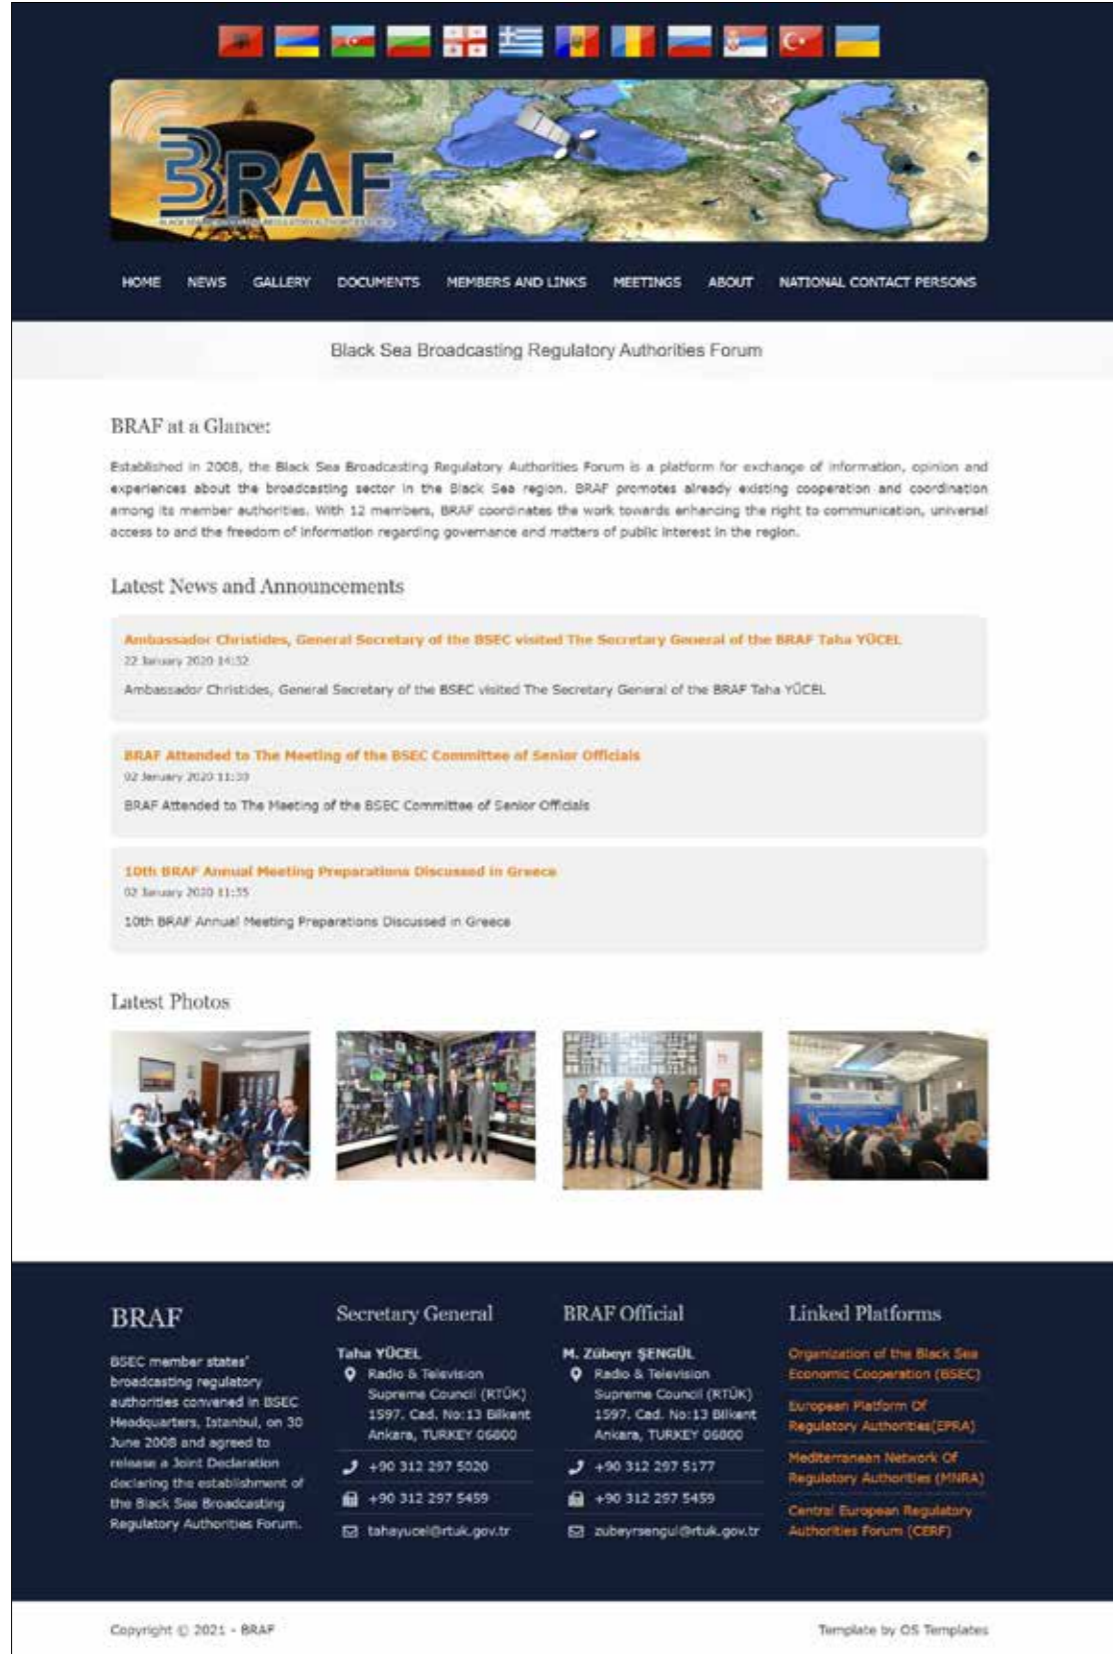 BRAF
BLACK SEA BROADCASTING REGULATORY AUTHORITIES FORUM
HOME NEWS GALLERY DOCUMENTS MEMBERS AND LINKS MEETINGS ABOUT NATIONAL CONTACT PERSONS
Black Sea Broadcasting Regulatory Authorities Forum
BRAF at a Glance:
Established in 2008, the Black Sea Broadcasting Regulatory Authorities Forum is a platform for exchange of information, opinion and
experiences about the broadcasting sector in the Black Sea region. BRAF promotes already existing cooperation and coordination
among its member authorities. With 12 members, BRAF coordinates the work towards enhancing the right to communication, universal
access to and the freedom of information regarding governance and matters of public interest in the region.
Latest News and Announcements
Ambassador Christides, General Secretary of the BSEC visited The Secretary General of the BRAF Taha YÜCEL
22 January 2020 14:32
Ambassador Christides, General Secretary of the BSEC visited The Secretary General of the BRAF Taha YÜCEL
BRAF Attended to The Meeting of the BSEC Committee of Senior Officials
02 January 2020
BRAF Attended to The Meeting of the BSEC Committee of Senior Officials
10th BRAF Annual Meeting Preparations Discussed in Greece
02 January 2020 11:35
10th BRAF Annual Meeting Preparations Discussed in Greece
Latest Photos
BRAF
BSEC member states'
broadcasting regulatory
authorities convened in BSEC
Headquarters, Istanbul, on 30
June 2008 and agreed to
release a Joint Declaration
declaring the establishment of
the Black Sea Broadcasting
Regulatory Authorities Forum.
Secretary General
Taha YÜCEL
Radio & Television
Supreme Council (RTÜK)
1597. Cad. No:13 Bilkent
Ankara, TURKEY 06800
+90 312 297 5020
+90 312 297 5459
tahayucel@rtuk.gov.tr
BRAF Official
M. Zübeyr ŞENGÜL
Radio & Television
Supreme Council (RTÜK)
1597. Cad. No:13 Bilkent
Ankara, TURKEY 06800
+90 312 297 5177
+90 312 297 5459
zubeyrsengul@rtuk.gov.tr
Linked Platforms
Organization of the Black Sea
Economic Cooperation (BSEC)
European Platform Of
Regulatory Authorities(EPRA)
Mediterranean Network Of
Regulatory Authorities (MNRA)
Central European Regulatory
Authorities Forum (CERF)
Copyright © 2021 - BRAF
Template by OS Templates